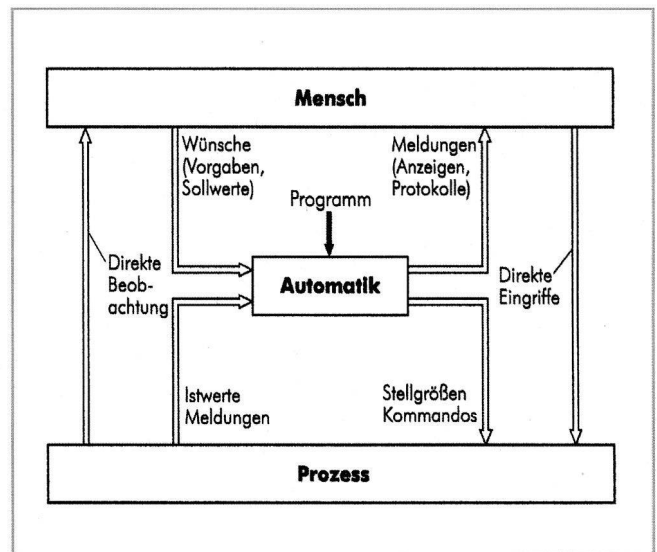 Mensch
Wünsche
(Vorgaben,
Sollwerte)
Meldungen
(Anzeigen,
Protokolle)
Programm
Direkte
Beob-
achtung
Automatik
Direkte
Eingriffe
Istwerte
Meldungen
Stellgrößen
Kommandos
Prozess